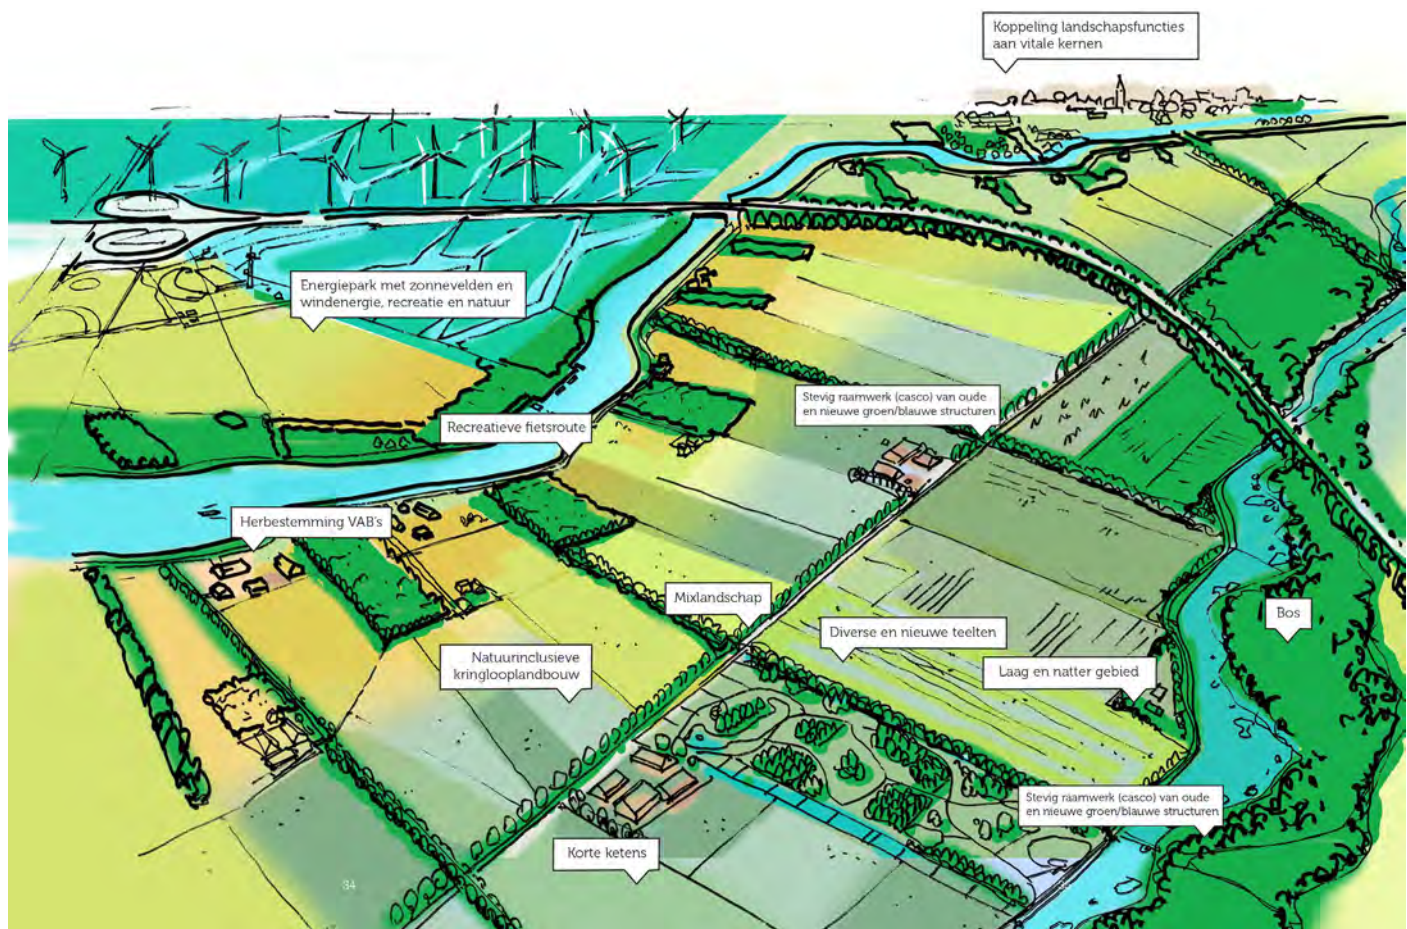 Koppeling landschapsfuncties
aan vitale kernen
Energiepark met zonnevelden en
windenergie, recreatie en natuur
Stevig raamwerk (casco) van oude
en nieuwe groen/blauwe structuren
Recreatieve fietsroute
Herbestemming VAB's
Mixlandschap
Diverse en nieuwe teelten
Bos
Natuurinclusieve
kringlooplandbouw
Laag en natter gebied
Stevig raamwerk (casco) van oude
en nieuwe groen/blauwe structuren
Korte ketens
34